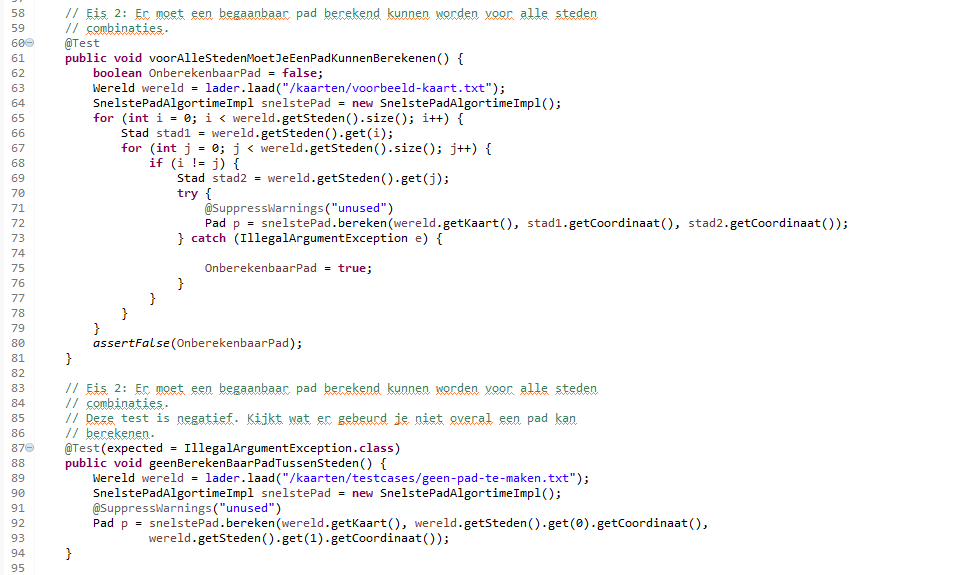 58 // Eis 2: Er moet een begaanbaar pad berekend kunnen worden voor alle steden
59 // combinaties.
60 @Test
61 public void voorAlleStedenMoetJeEenPadKunnenBerekenen() {
62 boolean OnberekenbaarPad = false;
63 Wereld wereld = lader.laad("/kaarten/voorbeeld-kaart.txt");
64 SnelstePadAlgortimeImpl snelstePad = new SnelstePadAlgortimeImpl();
65 for (int i = 0; i < wereld.getSteden().size(); i++) {
66 Stad stad1 = wereld.getSteden().get(i);
67 for (int j = 0; j < wereld.getSteden().size(); j++) {
68 if (i != j) {
69 Stad stad2 = wereld.getSteden().get(j);
70 try {
71 @SuppressWarnings("unused")
72 Pad p = snelstePad.bereken(wereld.getKaart(), stad1.getCoordinaat(), stad2.getCoordinaat());
73 } catch (IllegalArgumentException e) {
74
75 OnberekenbaarPad = true;
76 }
77 }
78 }
79 }
80 assertFalse(OnberekenbaarPad);
81 }
82
83 // Eis 2: Er moet een begaanbaar pad berekend kunnen worden voor alle steden
84 // combinaties.
85 // Deze test is negatief. Kijkt wat er gebeurd je niet overal een pad kan
86 // berekenen.
87 @Test(expected = IllegalArgumentException.class)
88 public void geenBerekenBaarPadTussenSteden() {
89 Wereld wereld = lader.laad("/kaarten/testcases/geen-pad-te-maken.txt");
90 SnelstePadAlgortimeImpl snelstePad = new SnelstePadAlgortimeImpl();
91 @SuppressWarnings("unused")
92 Pad p = snelstePad.bereken(wereld.getKaart(), wereld.getSteden().get(0).getCoordinaat(),
93 wereld.getSteden().get(1).getCoordinaat());
94 }
95